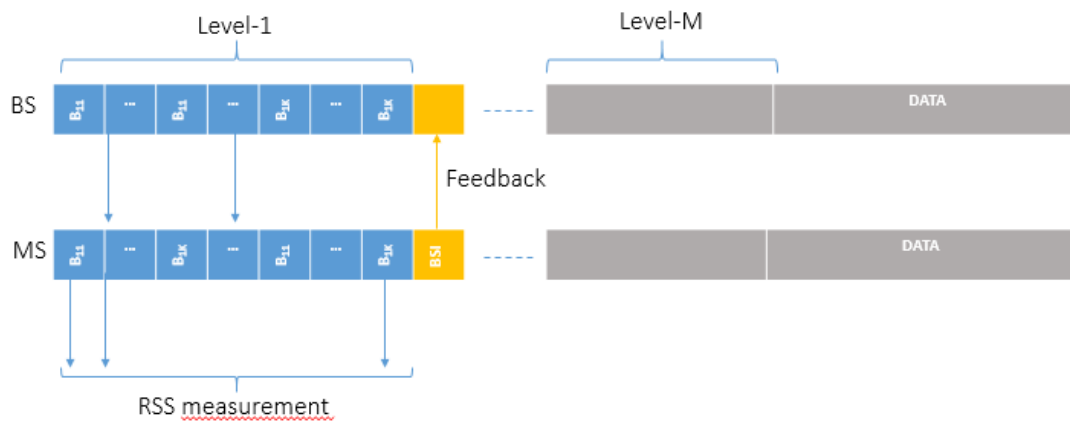 Level-1
Level-M
BS
B₁₁ ... B₁₁ ... B₁ₖ ... B₁ₖ
DATA
Feedback
MS
B₁₁ ... B₁ₖ ... B₁₁ ... B₁ₖ BSI
DATA
RSS measurement